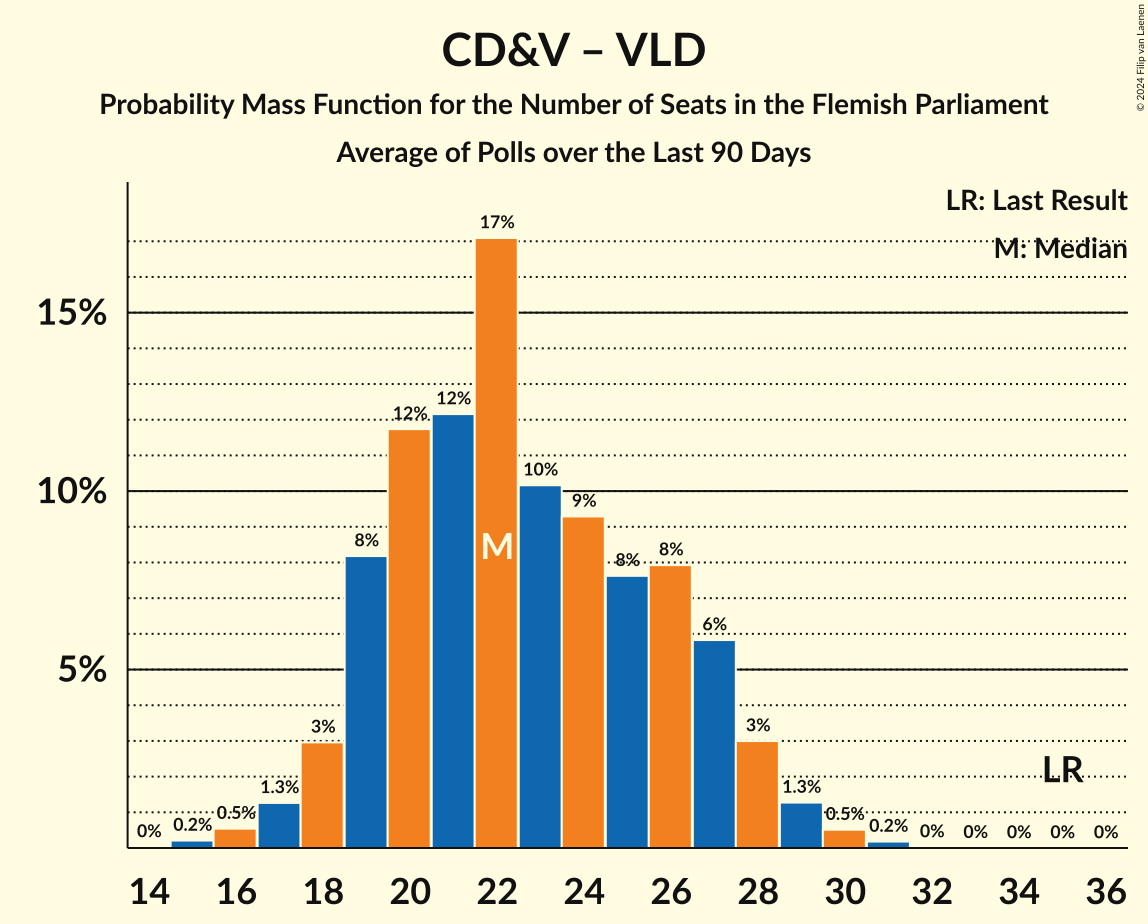 CD&V – VLD
Probability Mass Function for the Number of Seats in the Flemish Parliament
Average of Polls over the Last 90 Days
© 2024 Filip van Laenen
LR: Last Result
M: Median
15%
10%
5%
0%
0.2%
0.5%
1.3%
3%
8%
12%
12%
17%
10%
9%
8%
8%
6%
3%
1.3%
0.5%
0.2%
0%
0%
0%
0%
0%
M
LR
14 16 18 20 22 24 26 28 30 32 34 36